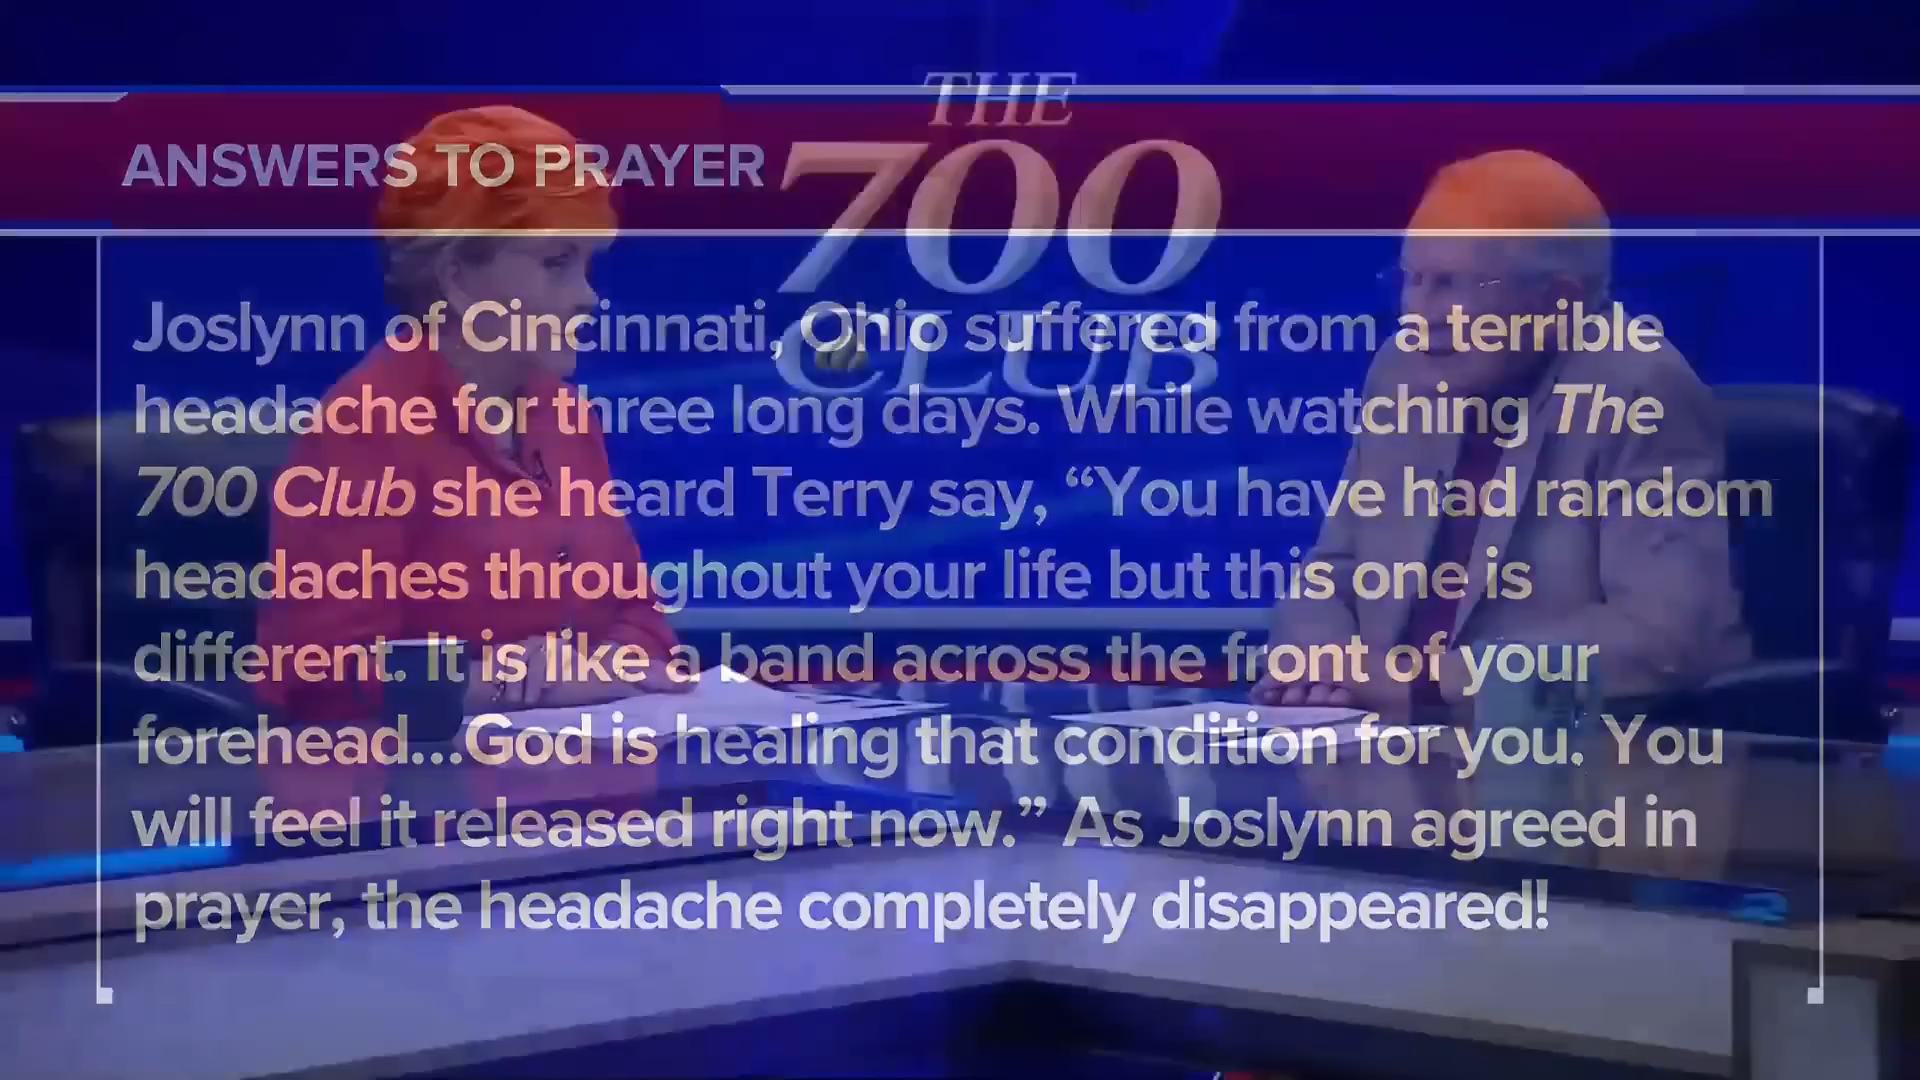 THE
700
CLUB
ANSWERS TO PRAYER
Joslynn of Cincinnati, Ohio suffered from a terrible
headache for three long days. While watching The
700 Club she heard Terry say, “You have had random
headaches throughout your life but this one is
different. It is like a band across the front of your
forehead...God is healing that condition for you. You
will feel it released right now.” As Joslynn agreed in
prayer, the headache completely disappeared!